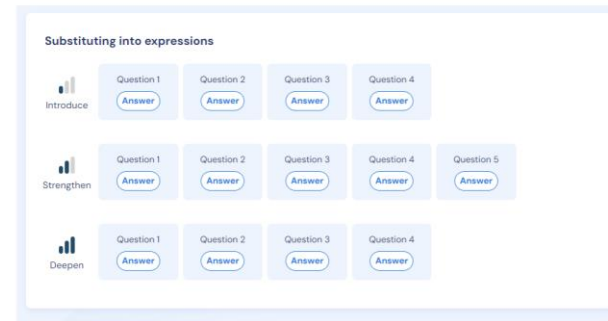 Substituting into expressions
Question 1 Question 2 Question 3 Question 4
Answer Answer Answer Answer
Introduce
Question 1 Question 2 Question 3 Question 4 Question 5
Answer Answer Answer Answer Answer
Strengthen
Question 1 Question 2 Question 3 Question 4
Answer Answer Answer Answer
Deepen